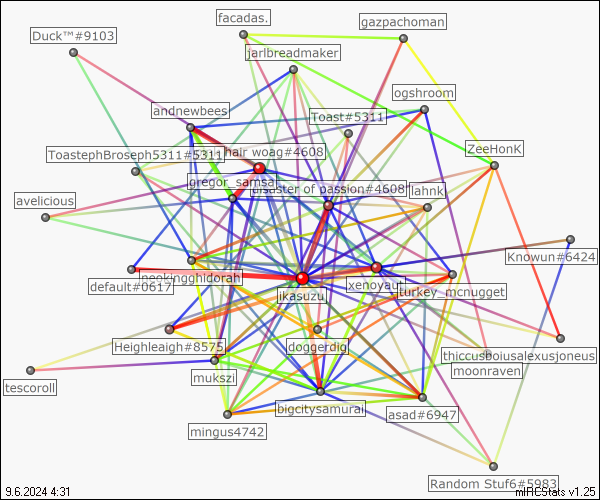 facadas.
gazpachoman
Duck™#9103
jarlbreadmaker
ogshroom
andnewbees
Toast#5311
ZeeHonK
ToastephBroseph5311#5311
hair woag#4608
gregor_samsa
disaster of passion#4608
lahnk
avelicious
Knowun#6424
pookingghidorah
default#0617
ikasuzu
xenoyaut
turkey_mcnugget
Heighleaigh#8575
doggerdig
thiccusboiusalexusjoneus
moonraven
mukszi
tescoroll
bigcitysamurai
asad#6947
mingus4742
Random Stuf6#5983
9.6.2024 4:31
mIRCStats v1.25